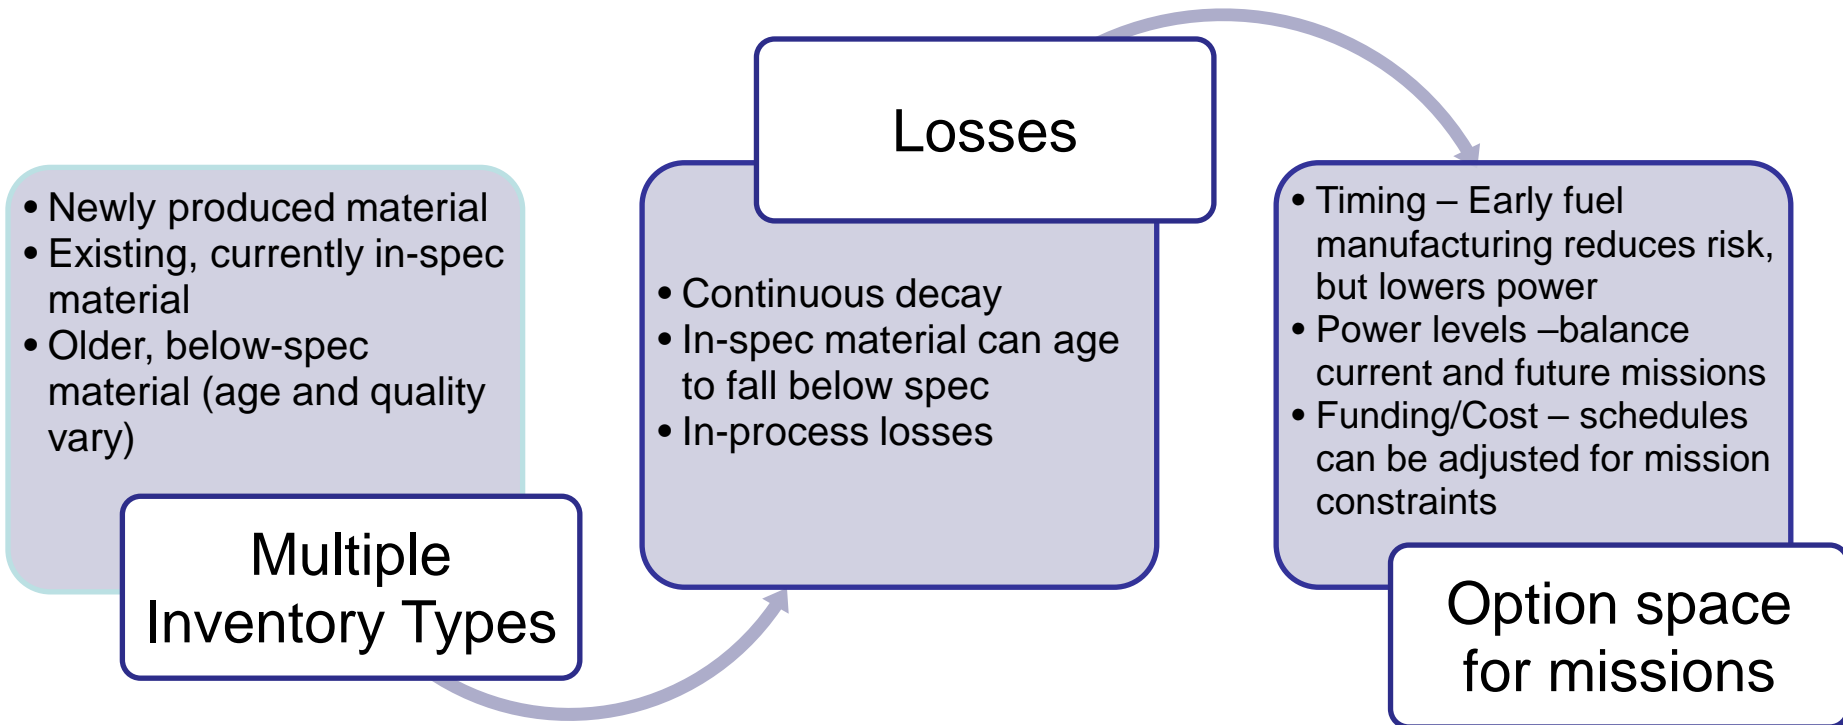 • Newly produced material
• Existing, currently in-spec
material
• Older, below-spec
material (age and quality
vary)
Multiple
Inventory Types
Losses
• Continuous decay
• In-spec material can age
to fall below spec
• In-process losses
• Timing – Early fuel
manufacturing reduces risk,
but lowers power
• Power levels –balance
current and future missions
• Funding/Cost – schedules
can be adjusted for mission
constraints
Option space
for missions